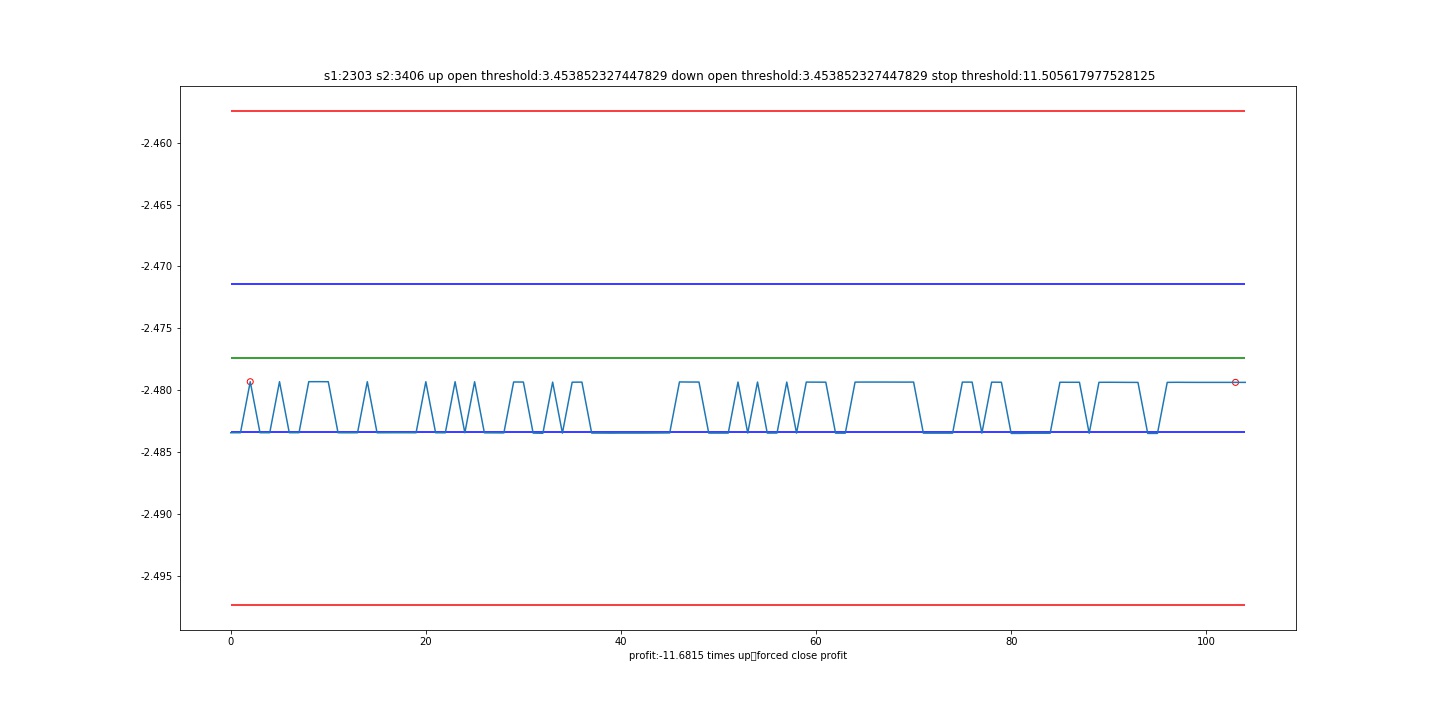 s1:2303 s2:3406 up open threshold:3.453852327447829 down open threshold:3.453852327447829 stop threshold:11.505617977528125
-2.460
-2.465
-2.470
-2.475
-2.480
-2.485
-2.490
-2.495
0 20 40 60 80 100
profit:-11.6815 times up▯forced close profit